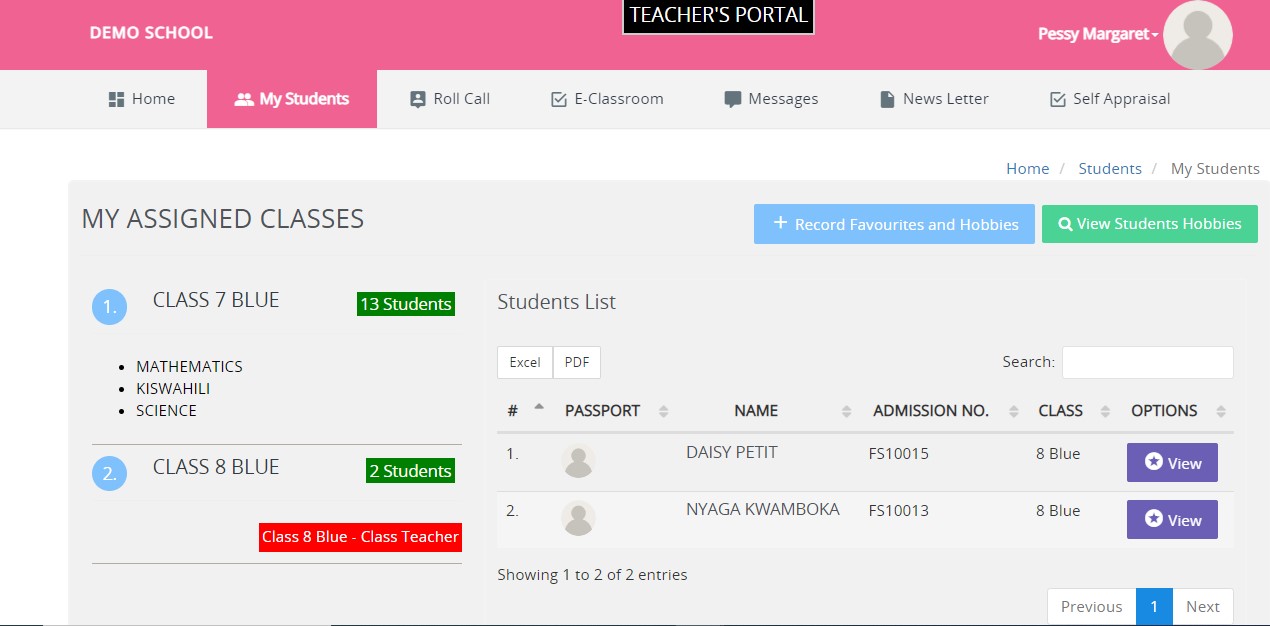 DEMO SCHOOL
TEACHER'S PORTAL
Pessy Margaret
Home
My Students
Roll Call
E-Classroom
Messages
News Letter
Self Appraisal
Home / Students / My Students
MY ASSIGNED CLASSES
+ Record Favourites and Hobbies
View Students Hobbies
1. CLASS 7 BLUE 13 Students
• MATHEMATICS
• KISWAHILI
• SCIENCE
2. CLASS 8 BLUE 2 Students
Class 8 Blue - Class Teacher
Students List
Excel PDF Search:
# PASSPORT NAME ADMISSION NO. CLASS OPTIONS
1. DAISY PETIT FS10015 8 Blue View
2. NYAGA KWAMBOKA FS10013 8 Blue View
Showing 1 to 2 of 2 entries
Previous 1 Next